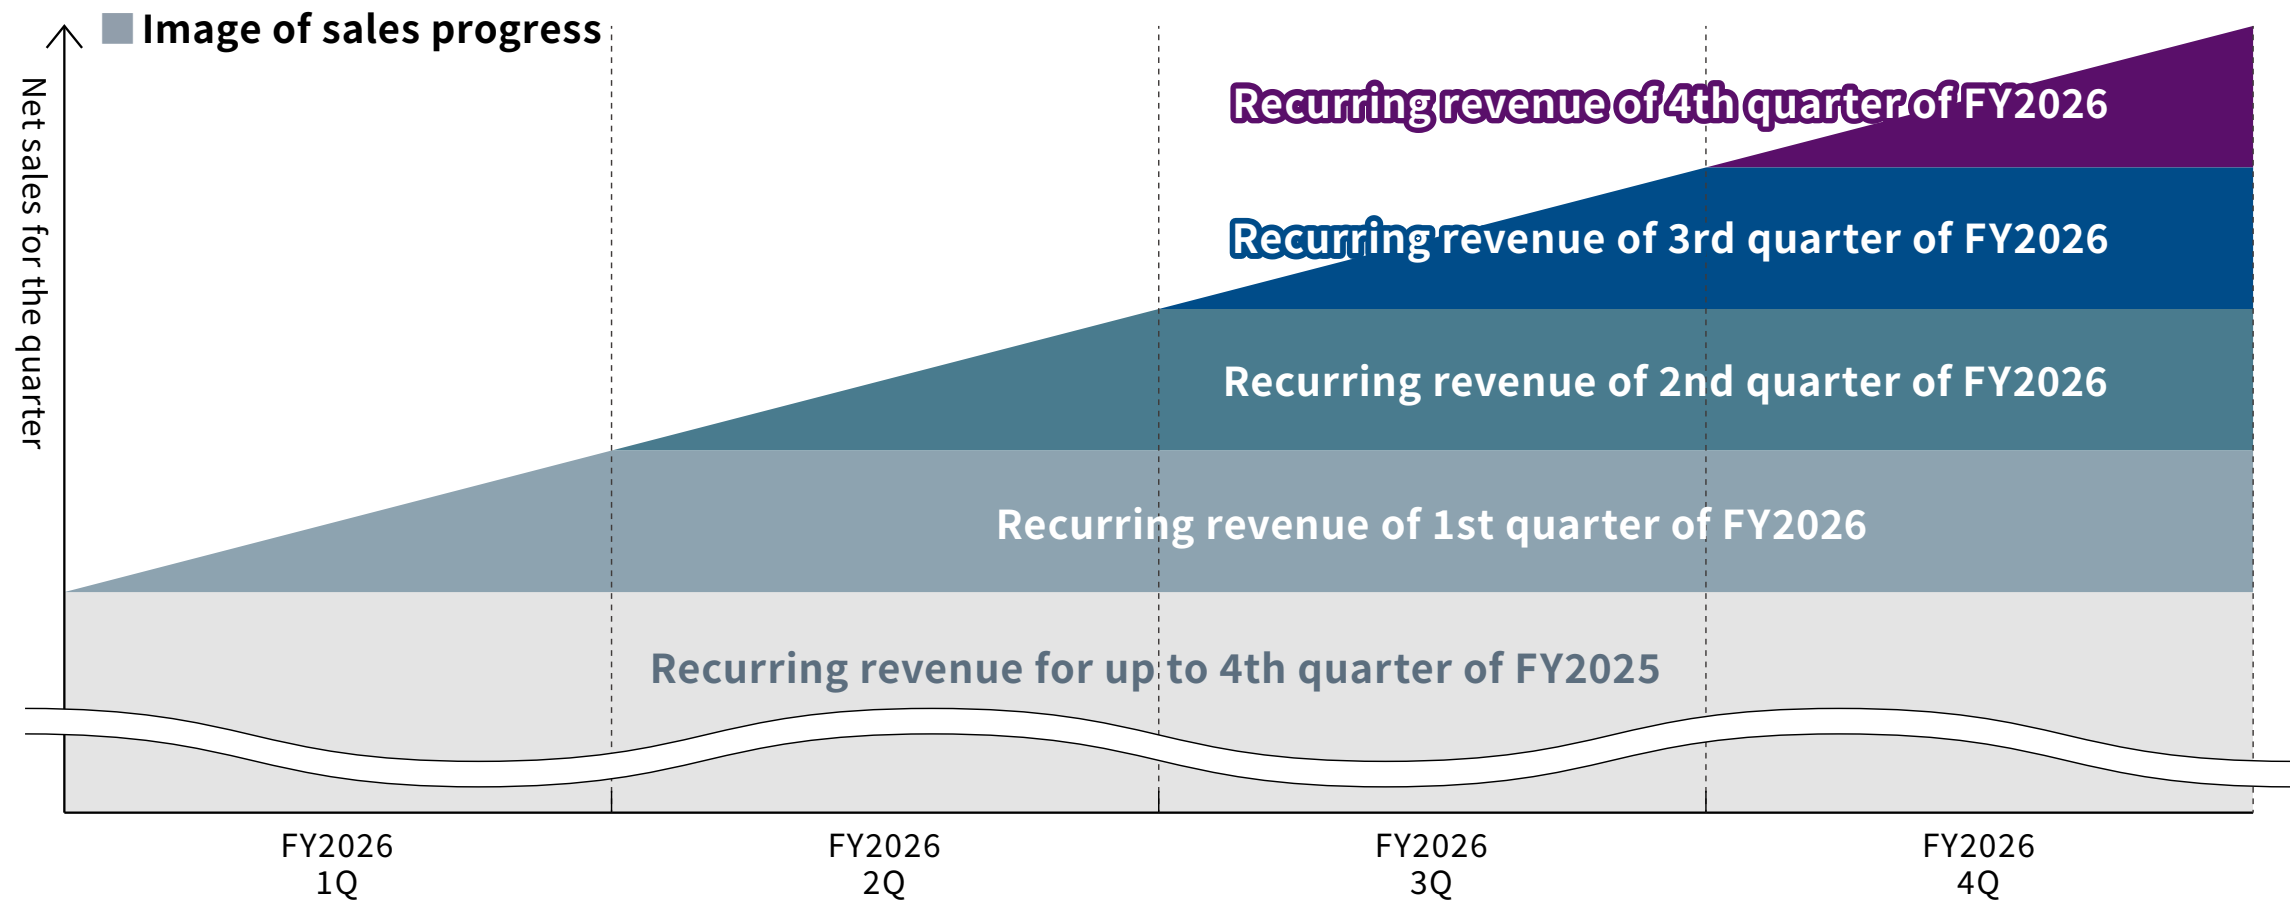 Image of sales progress
Net sales for the quarter
Recurring revenue of 4th quarter of FY2026
Recurring revenue of 3rd quarter of FY2026
Recurring revenue of 2nd quarter of FY2026
Recurring revenue of 1st quarter of FY2026
Recurring revenue for up to 4th quarter of FY2025
FY2026
1Q
FY2026
2Q
FY2026
3Q
FY2026
4Q